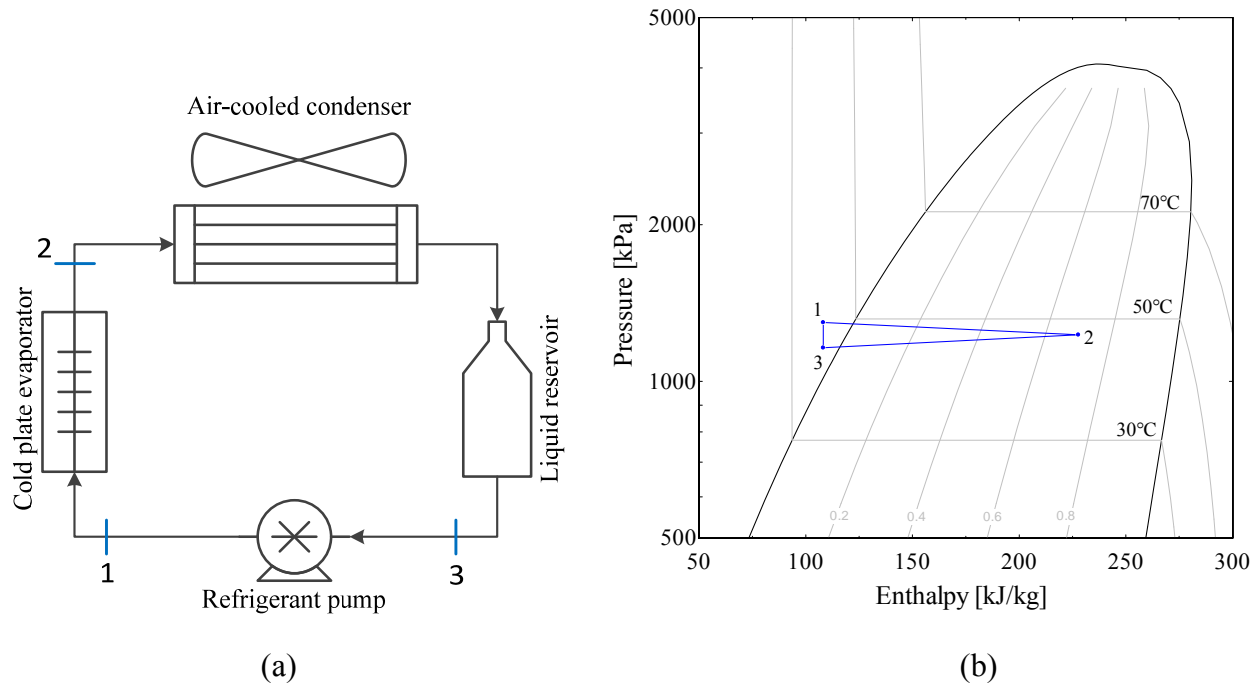 Air-cooled condenser
2
Cold plate evaporator
Liquid reservoir
1
3
Refrigerant pump
(a)
5000
2000
1000
500
Pressure [kPa]
70°C
50°C
30°C
1
2
3
0.2
0.4
0.6
0.8
50
100
150
200
250
300
Enthalpy [kJ/kg]
(b)